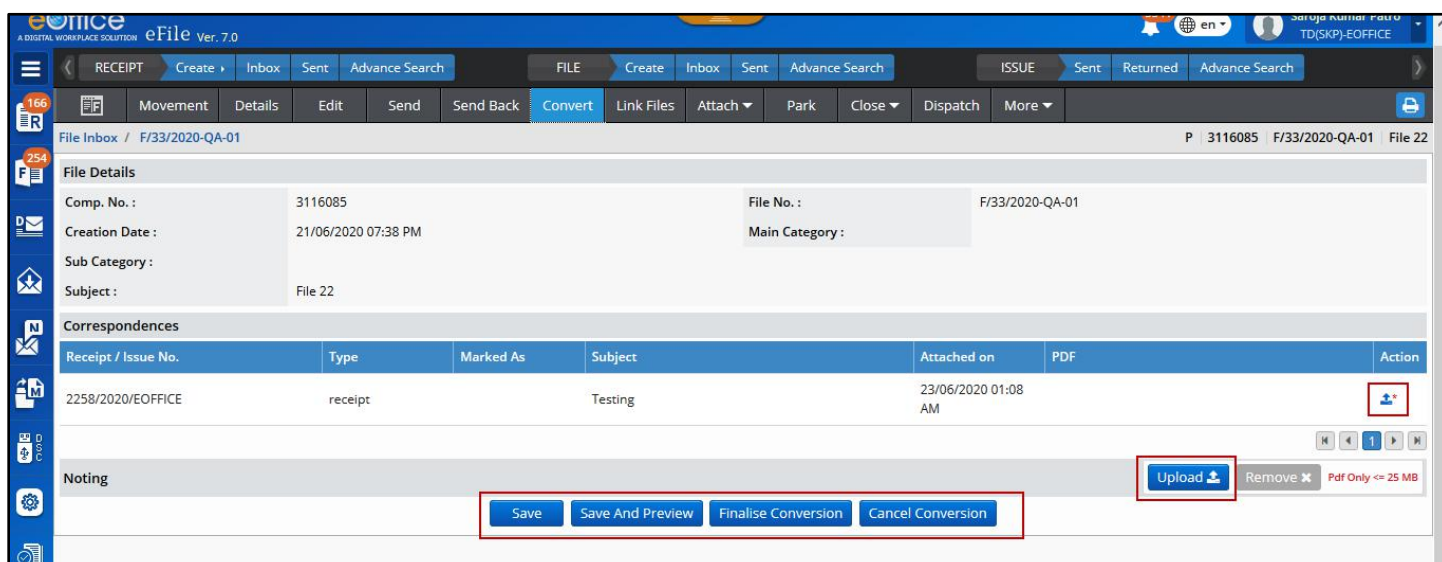 eOffice
A DIGITAL WORKPLACE SOLUTION eFile Ver. 7.0
en
Saroja Kumar Patro
TD(SKP)-EOFFICE
RECEIPT Create Inbox Sent Advance Search FILE Create Inbox Sent Advance Search ISSUE Sent Returned Advance Search
166
R
Movement Details Edit Send Send Back Convert Link Files Attach Park Close Dispatch More
File Inbox / F/33/2020-QA-01 P 3116085 F/33/2020-QA-01 File 22
254
F
File Details
Comp. No. : 3116085 File No. : F/33/2020-QA-01
D
Creation Date : 21/06/2020 07:38 PM Main Category :
Sub Category :
Subject : File 22
N
Correspondences
Receipt / Issue No. Type Marked As Subject Attached on PDF Action
M
2258/2020/EOFFICE receipt Testing 23/06/2020 01:08 AM *
DSC
1
Noting Upload Remove Pdf Only <= 25 MB
Save Save And Preview Finalise Conversion Cancel Conversion